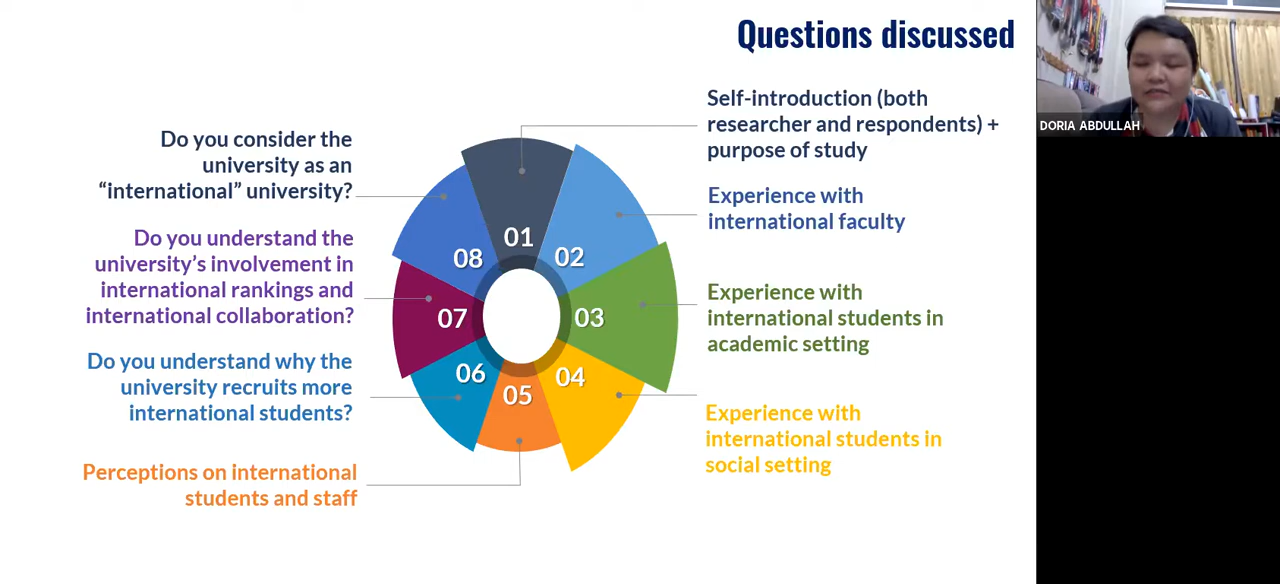 Questions discussed
DORIA ABDULLAH
Self-introduction (both
researcher and respondents) +
purpose of study
Experience with
international faculty
Experience with
international students in
academic setting
Experience with
international students in
social setting
Perceptions on international
students and staff
Do you understand why the
university recruits more
international students?
Do you understand the
university’s involvement in
international rankings and
international collaboration?
Do you consider the
university as an
“international” university?
01
02
03
04
05
06
07
08